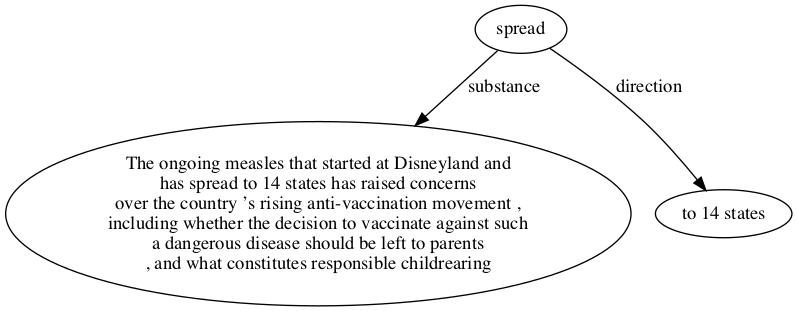 spread
substance
direction
The ongoing measles that started at Disneyland and
has spread to 14 states has raised concerns
over the country 's rising anti-vaccination movement ,
including whether the decision to vaccinate against such
a dangerous disease should be left to parents
, and what constitutes responsible childrearing
to 14 states